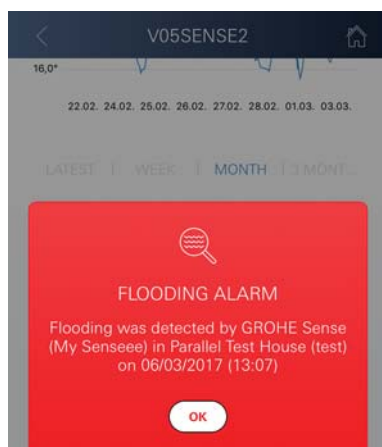 V05SENSE2
16,0°
22.02. 24.02. 25.02. 26.02. 27.02. 28.02. 01.03. 03.03.
LATEST | WEEK | MONTH | 3 MONT...
FLOODING ALARM
Flooding was detected by GROHE Sense
(My Senseee) in Parallel Test House (test)
on 06/03/2017 (13:07)
OK